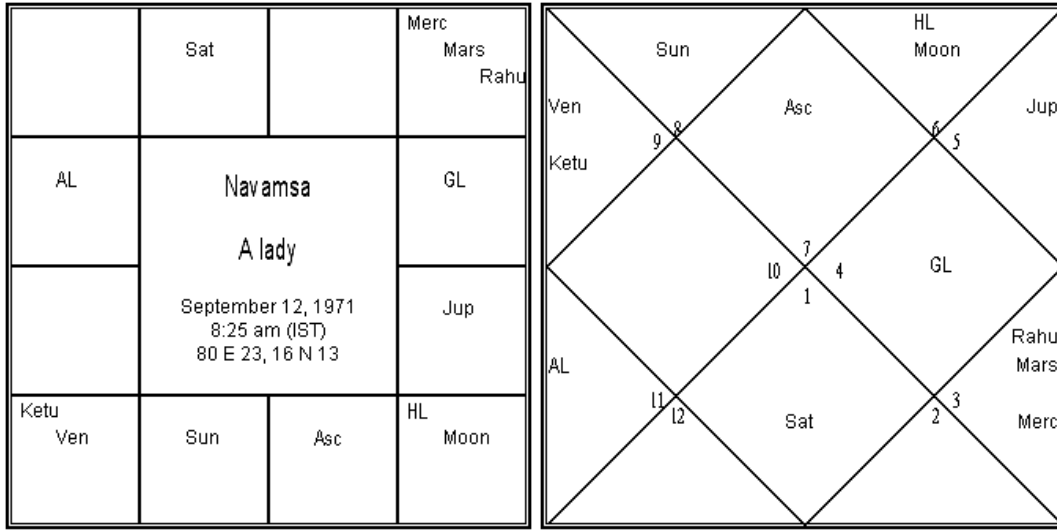 Sat
Merc
Mars
Rahu
AL
GL
Navamsa
A lady
September 12, 1971
8:25 am (IST)
80 E 23, 16 N 13
Jup
Ketu
Ven
Sun
Asc
HL
Moon
Sun
HL
Moon
Ven
Asc
Jup
8
6
9
5
Ketu
7
10
4
GL
1
Rahu
AL
Mars
11
3
12
2
Sat
Merc